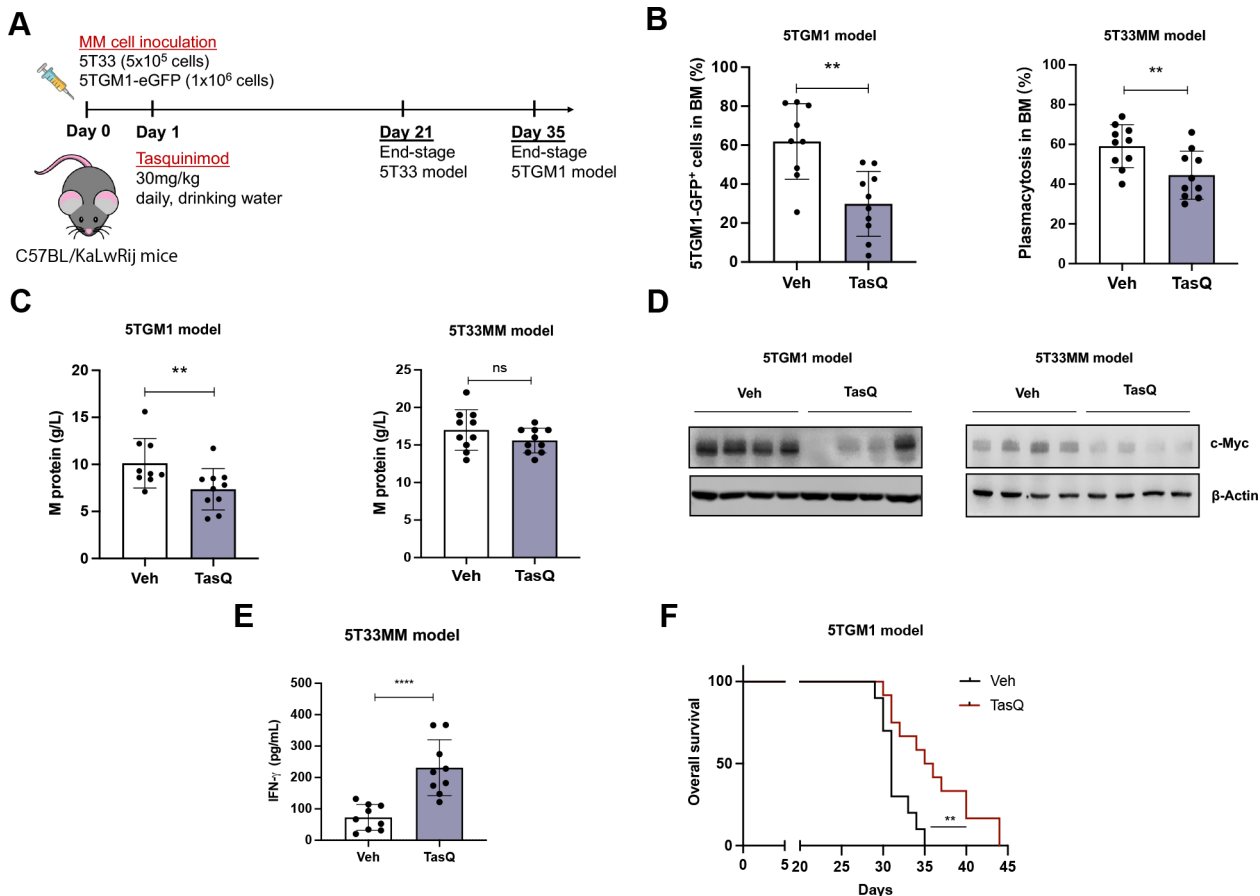 A
MM cell inoculation
5T33 (5x10⁵ cells)
5TGM1-eGFP (1x10⁶ cells)
Day 0
Day 1
Day 21
Day 35
Tasquinimod
30mg/kg
daily, drinking water
End-stage
5T33 model
End-stage
5TGM1 model
C57BL/KaLwRij mice
B
5TGM1 model
5TGM1-GFP⁺ cells in BM (%)
100
80
60
40
20
0
**
Veh
TasQ
5T33MM model
Plasmacytosis in BM (%)
100
80
60
40
20
0
**
Veh
TasQ
C
5TGM1 model
M protein (g/L)
20
15
10
5
0
**
Veh
TasQ
5T33MM model
M protein (g/L)
25
20
15
10
5
0
ns
Veh
TasQ
D
5TGM1 model
Veh
TasQ
5T33MM model
Veh
TasQ
c-Myc
β-Actin
E
5T33MM model
IFN-γ (pg/mL)
500
400
300
200
100
0
****
Veh
TasQ
F
5TGM1 model
Overall survival
100
50
0
Veh
TasQ
**
0 5 20 25 30 35 40 45
Days